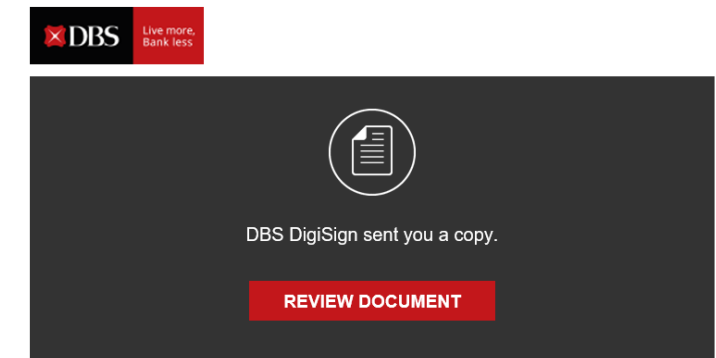 DBS
Live more,
Bank less
DBS DigiSign sent you a copy.
REVIEW DOCUMENT